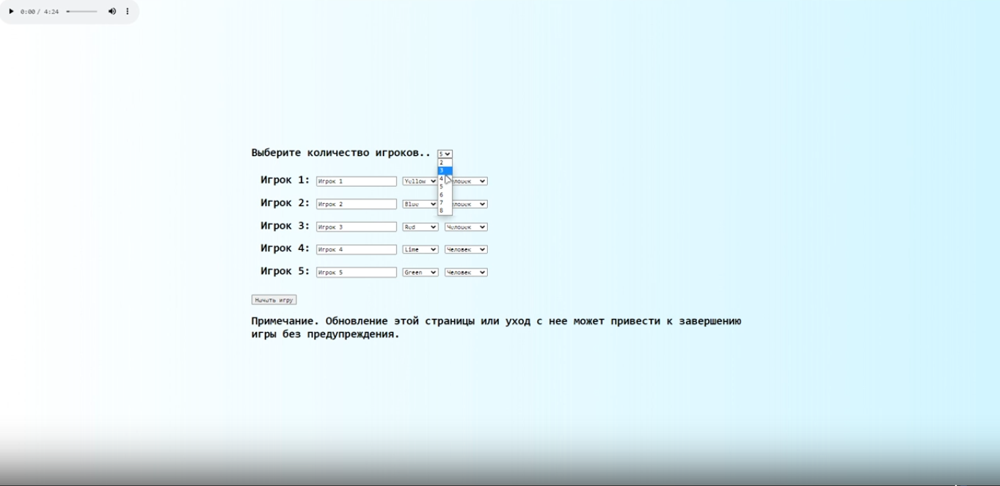 0:00 / 4:24
Выберите количество игроков.. 5
2
3
4
5
6
7
8
Игрок 1: Игрок 1 Yellow
Игрок 2: Игрок 2 Blue
Игрок 3: Игрок 3 Red Человек
Игрок 4: Игрок 4 Lime Человек
Игрок 5: Игрок 5 Green Человек
Начать игру
Примечание. Обновление этой страницы или уход с нее может привести к завершению
игры без предупреждения.